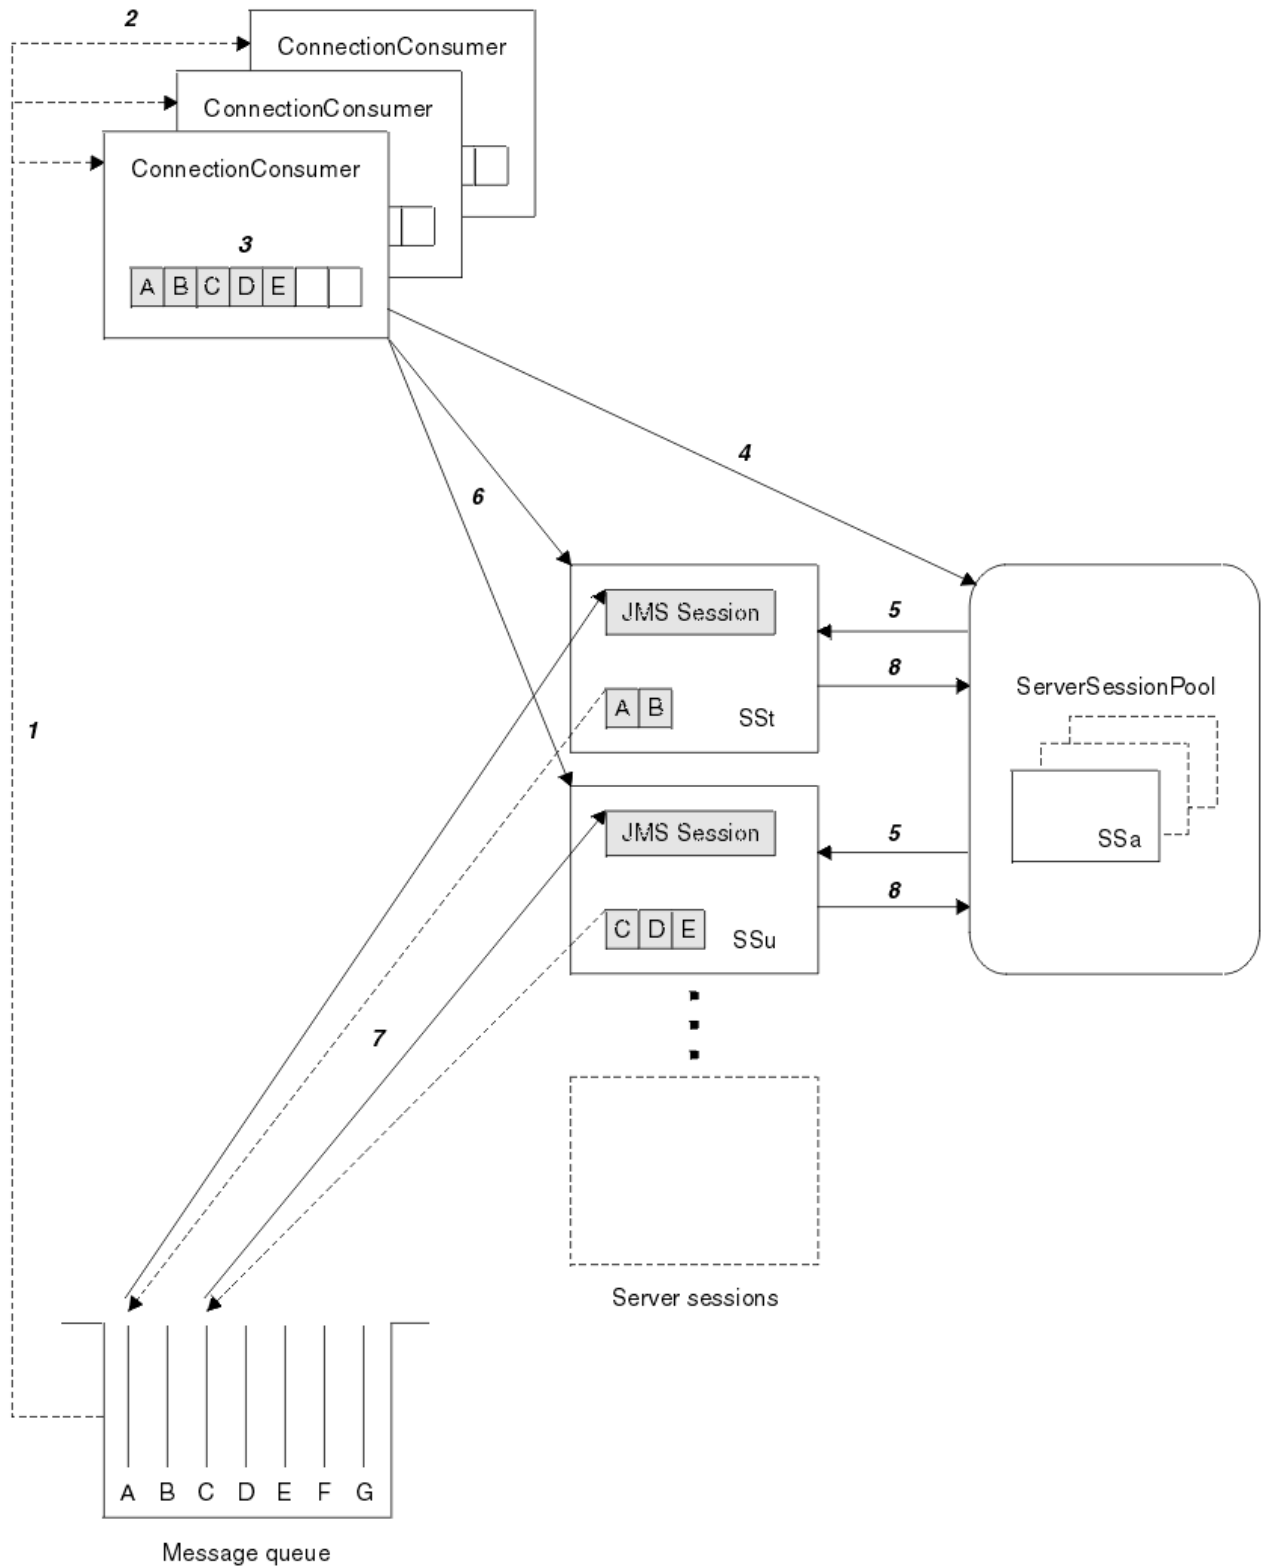 2
ConnectionConsumer
ConnectionConsumer
ConnectionConsumer
3
A B C D E
4
6
JMS Session
5
8
ServerSessionPool
A B
SSt
1
JMS Session
5
SSa
8
C D E
SSu
7
Server sessions
A B C D E F G
Message queue